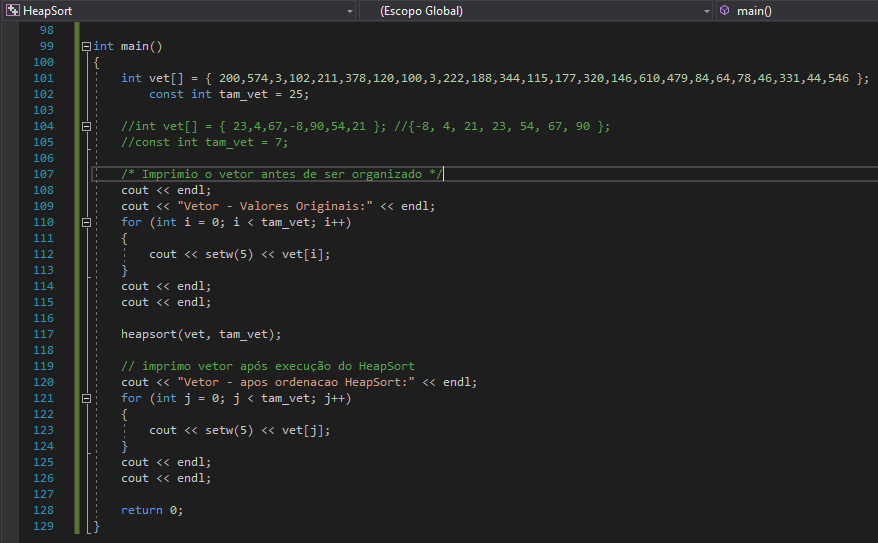 HeapSort (Escopo Global) main()
98
99 int main()
100 {
101 int vet[] = { 200,574,3,102,211,378,120,100,3,222,188,344,115,177,320,146,610,479,84,64,78,46,331,44,546 };
102 const int tam_vet = 25;
103
104 //int vet[] = { 23,4,67,-8,90,54,21 }; //{-8, 4, 21, 23, 54, 67, 90 };
105 //const int tam_vet = 7;
106
107 /* Imprimio o vetor antes de ser organizado */
108 cout << endl;
109 cout << "Vetor - Valores Originais:" << endl;
110 for (int i = 0; i < tam_vet; i++)
111 {
112 cout << setw(5) << vet[i];
113 }
114 cout << endl;
115 cout << endl;
116
117 heapsort(vet, tam_vet);
118
119 // imprimo vetor após execução do HeapSort
120 cout << "Vetor - apos ordenacao HeapSort:" << endl;
121 for (int j = 0; j < tam_vet; j++)
122 {
123 cout << setw(5) << vet[j];
124 }
125 cout << endl;
126 cout << endl;
127
128 return 0;
129 }